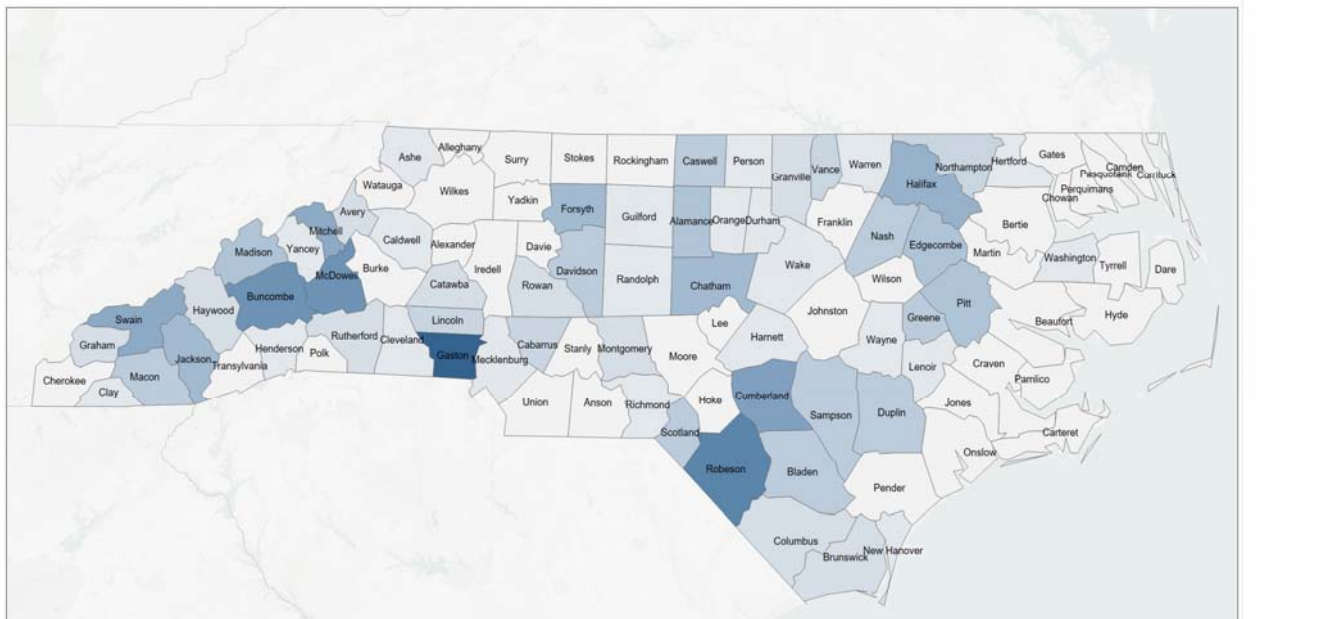 Alleghany
Ashe
Surry
Stokes
Rockingham
Caswell
Person
Granville
Vance
Warren
Halifax
Northampton
Hertford
Gates
Camden
Pasquotank
Currituck
Perquimans
Chowan
Watauga
Wilkes
Yadkin
Forsyth
Guilford
Alamance
Orange
Durham
Franklin
Nash
Edgecombe
Bertie
Martin
Washington
Tyrrell
Dare
Mitchell
Avery
Madison
Yancey
Caldwell
Alexander
Davie
Iredell
McDowell
Burke
Davidson
Randolph
Chatham
Wake
Wilson
Buncombe
Catawba
Rowan
Haywood
Swain
Lincoln
Lee
Johnston
Greene
Pitt
Beaufort
Hyde
Graham
Jackson
Rutherford
Cleveland
Gaston
Mecklenburg
Cabarrus
Stanly
Montgomery
Moore
Harnett
Wayne
Lenoir
Craven
Pamlico
Cherokee
Macon
Clay
Transylvania
Henderson
Polk
Union
Anson
Richmond
Hoke
Cumberland
Sampson
Duplin
Jones
Carteret
Scotland
Onslow
Robeson
Bladen
Pender
Columbus
Brunswick
New Hanover